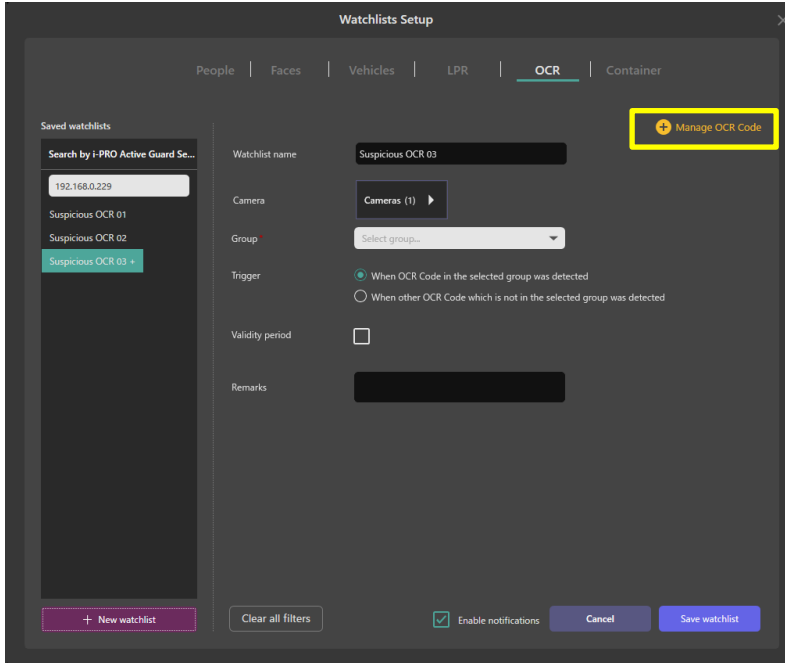 Watchlists Setup
People Faces Vehicles LPR OCR Container
Saved watchlists
Manage OCR Code
Search by i-PRO Active Guard Se...
192.168.0.229
Suspicious OCR 01
Suspicious OCR 02
Suspicious OCR 03 +
Watchlist name Suspicious OCR 03
Camera Cameras (1)
Group* Select group...
Trigger When OCR Code in the selected group was detected
When other OCR Code which is not in the selected group was detected
Validity period
Remarks
+ New watchlist Clear all filters Enable notifications Cancel Save watchlist